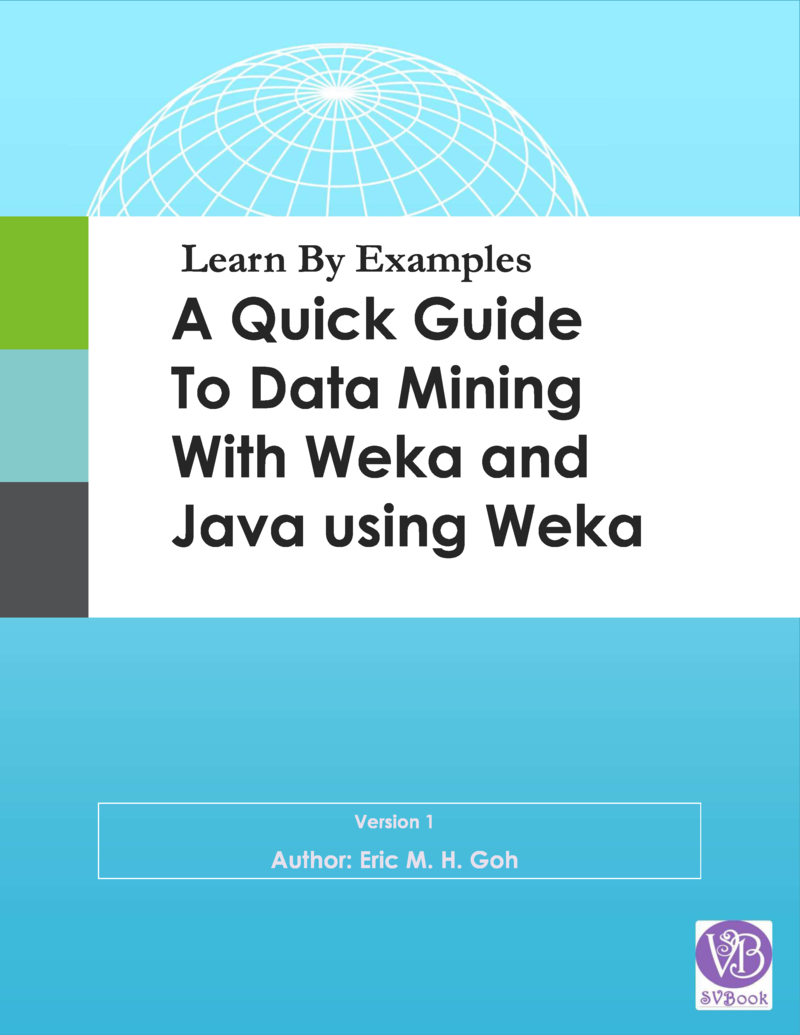 Learn By Examples
A Quick Guide
To Data Mining
With Weka and
Java using Weka
Version 1
Author: Eric M. H. Goh
VB
SVBook